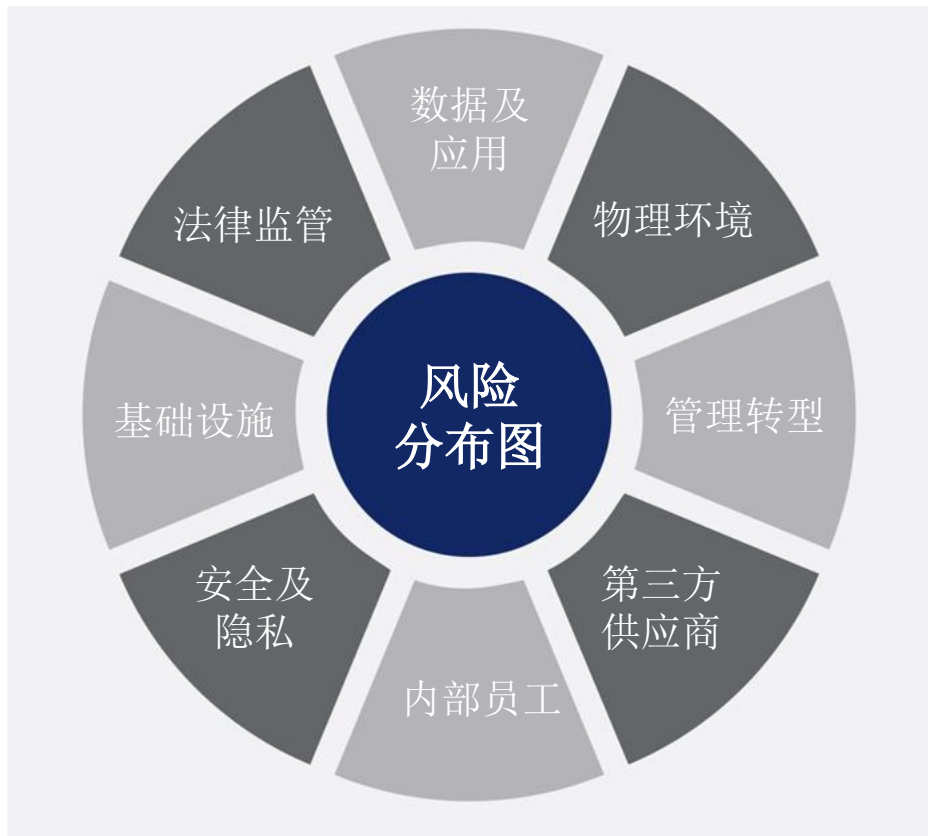 数据及
应用
法律监管
物理环境
风险
分布图
基础设施
管理转型
安全及
隐私
第三方
供应商
内部员工